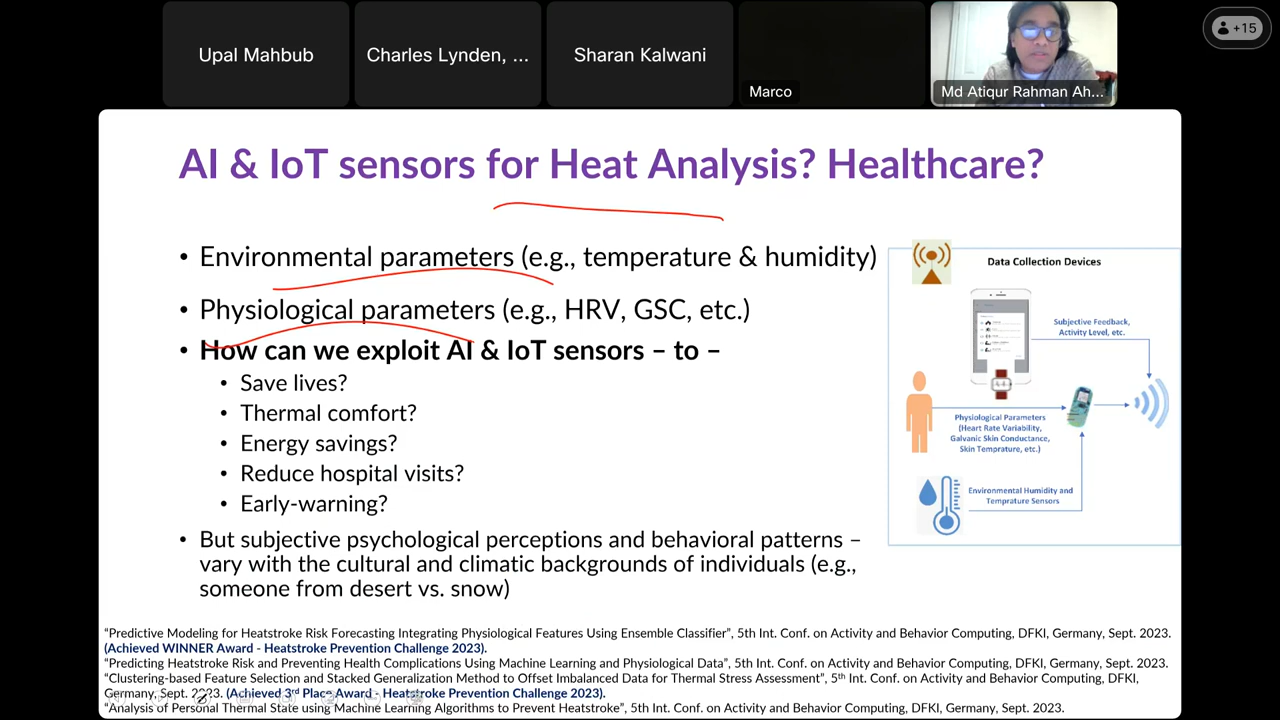 Upal Mahbub
Charles Lynden, ...
Sharan Kalwani
Marco
Md Atiqur Rahman Ah...
+15
AI & IoT sensors for Heat Analysis? Healthcare?
• Environmental parameters (e.g., temperature & humidity)
• Physiological parameters (e.g., HRV, GSC, etc.)
• How can we exploit AI & IoT sensors – to –
• Save lives?
• Thermal comfort?
• Energy savings?
• Reduce hospital visits?
• Early-warning?
• But subjective psychological perceptions and behavioral patterns –
vary with the cultural and climatic backgrounds of individuals (e.g.,
someone from desert vs. snow)
Data Collection Devices
Subjective Feedback,
Activity Level, etc.
Physiological Parameters
(Heart Rate Variability,
Galvanic Skin Conductance,
Skin Temprature, etc.)
Environmental Humidity and
Temprature Sensors
“Predictive Modeling for Heatstroke Risk Forecasting Integrating Physiological Features Using Ensemble Classifier”, 5th Int. Conf. on Activity and Behavior Computing, DFKI, Germany, Sept. 2023.
(Achieved WINNER Award - Heatstroke Prevention Challenge 2023).
“Predicting Heatstroke Risk and Preventing Health Complications Using Machine Learning and Physiological Data”, 5th Int. Conf. on Activity and Behavior Computing, DFKI, Germany, Sept. 2023.
“Clustering-based Feature Selection and Stacked Generalization Method to Offset Imbalanced Data for Thermal Stress Assessment”, 5th Int. Conf. on Activity and Behavior Computing, DFKI,
Germany, Sept. 2023. (Achieved 3rd Place Award - Heatstroke Prevention Challenge 2023).
“Analysis of Personal Thermal State using Machine Learning Algorithms to Prevent Heatstroke”, 5th Int. Conf. on Activity and Behavior Computing, DFKI, Germany, Sept. 2023.